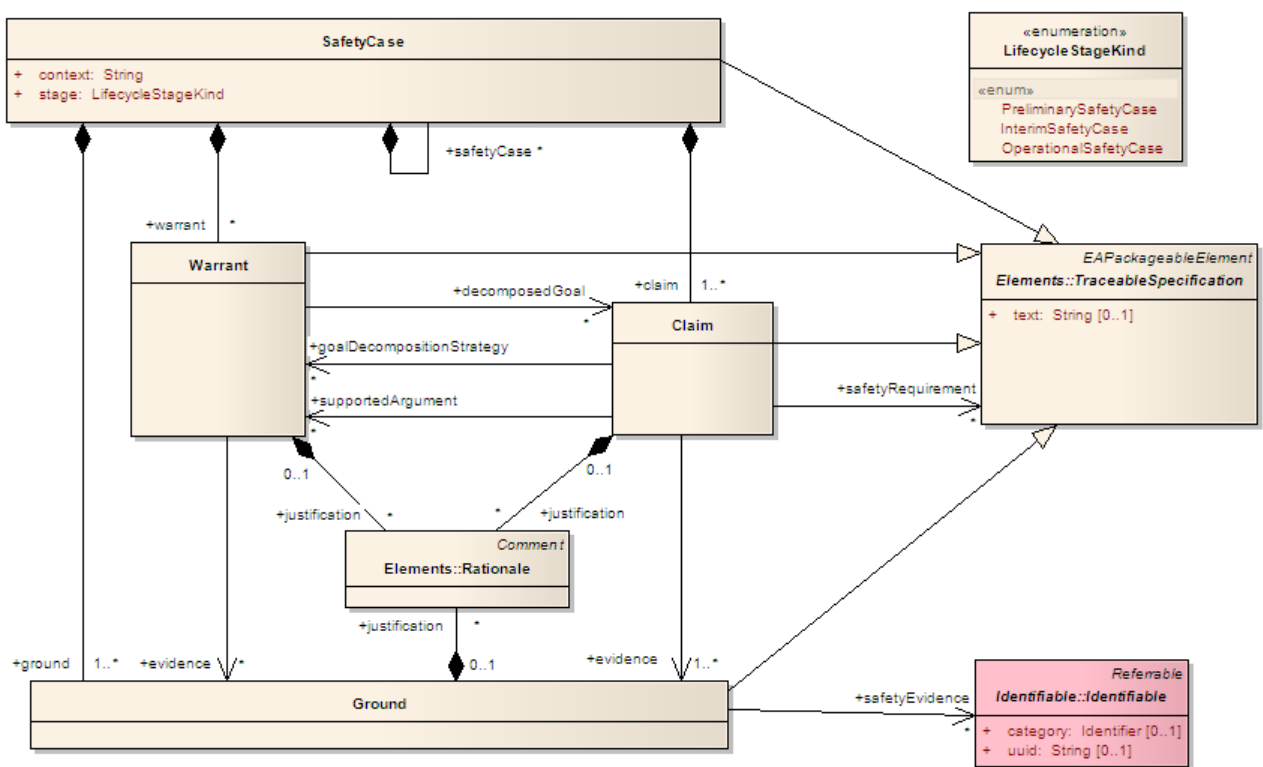 SafetyCase
+ context: String
+ stage: LifecycleStageKind
«enumeration»
LifecycleStageKind
«enum»
PreliminarySafetyCase
InterimSafetyCase
OperationalSafetyCase
+safetyCase *
+warrant *
Warrant
+decomposedGoal
*
+claim 1..*
Claim
EAPackageableElement
Elements::TraceableSpecification
+ text: String [0..1]
+goalDecompositionStrategy
*
+supportedArgument
*
+safetyRequirement
*
0..1
0..1
+justification *
* +justification
Comment
Elements::Rationale
+justification *
0..1
+ground 1..*
+evidence *
+evidence 1..*
Ground
+safetyEvidence
*
Referrable
Identifiable::Identifiable
+ category: Identifier [0..1]
+ uuid: String [0..1]